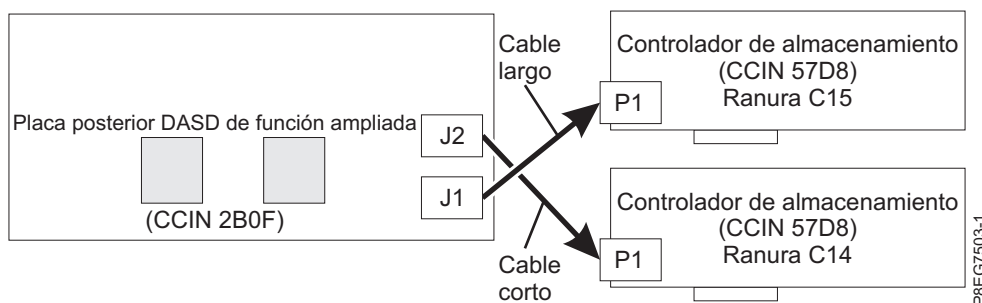 Placa posterior DASD de función ampliada
(CCIN 2B0F)
J2
J1
Cable
largo
Cable
corto
P1
Controlador de almacenamiento
(CCIN 57D8)
Ranura C15
P1
Controlador de almacenamiento
(CCIN 57D8)
Ranura C14
P8EG7503-1